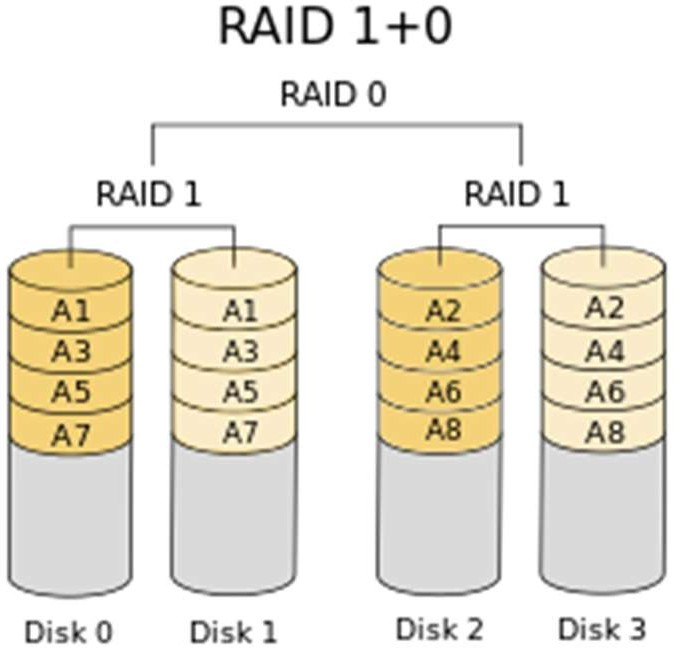 RAID 1+0
RAID 0
RAID 1 RAID 1
A1 A1 A2 A2
A3 A3 A4 A4
A5 A5 A6 A6
A7 A7 A8 A8
Disk 0 Disk 1 Disk 2 Disk 3